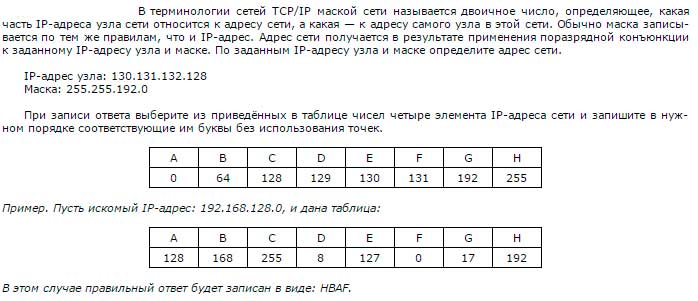 В терминологии сетей TCP/IP маской сети называется двоичное число, определяющее, какая
часть IP-адреса узла сети относится к адресу сети, а какая — к адресу самого узла в этой сети. Обычно маска записы-
вается по тем же правилам, что и IP-адрес. Адрес сети получается в результате применения поразрядной конъюнкции
к заданному IP-адресу узла и маске. По заданным IP-адресу узла и маске определите адрес сети.
IP-адрес узла: 130.131.132.128
Маска: 255.255.192.0
При записи ответа выберите из приведённых в таблице чисел четыре элемента IP-адреса сети и запишите в нуж-
ном порядке соответствующие им буквы без использования точек.
A B C D E F G H
0 64 128 129 130 131 192 255
Пример. Пусть искомый IP-адрес: 192.168.128.0, и дана таблица:
A B C D E F G H
128 168 255 8 127 0 17 192
В этом случае правильный ответ будет записан в виде: HBAF.